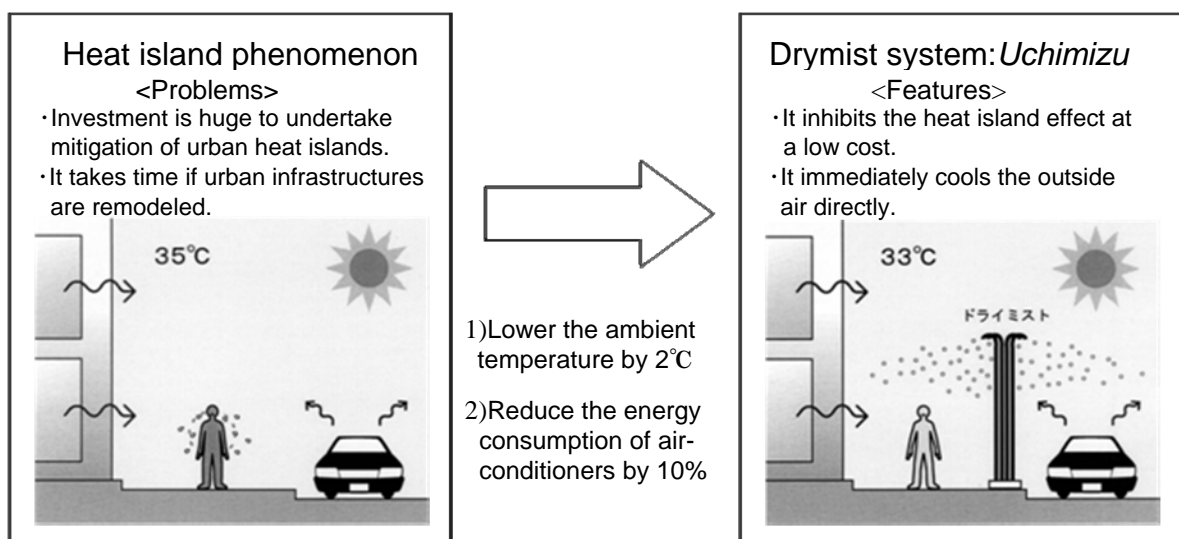 Heat island phenomenon
<Problems>
・Investment is huge to undertake
mitigation of urban heat islands.
・It takes time if urban infrastructures
are remodeled.
35℃
1)Lower the ambient
temperature by 2℃
2)Reduce the energy
consumption of air-
conditioners by 10%
Drymist system:Uchimizu
<Features>
・It inhibits the heat island effect at
a low cost.
・It immediately cools the outside
air directly.
33℃
ドライミスト